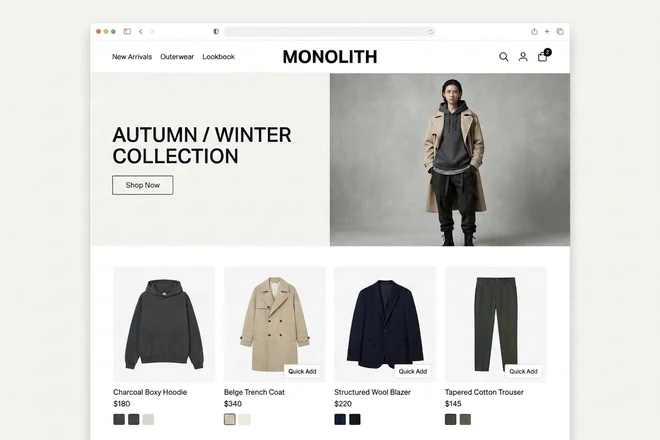 New Arrivals Outerwear Lookbook MONOLITH 2
AUTUMN / WINTER
COLLECTION
Shop Now
Quick Add Quick Add Quick Add
Charcoal Boxy Hoodie Beige Trench Coat Structured Wool Blazer Tapered Cotton Trouser
$180 $340 $220 $145